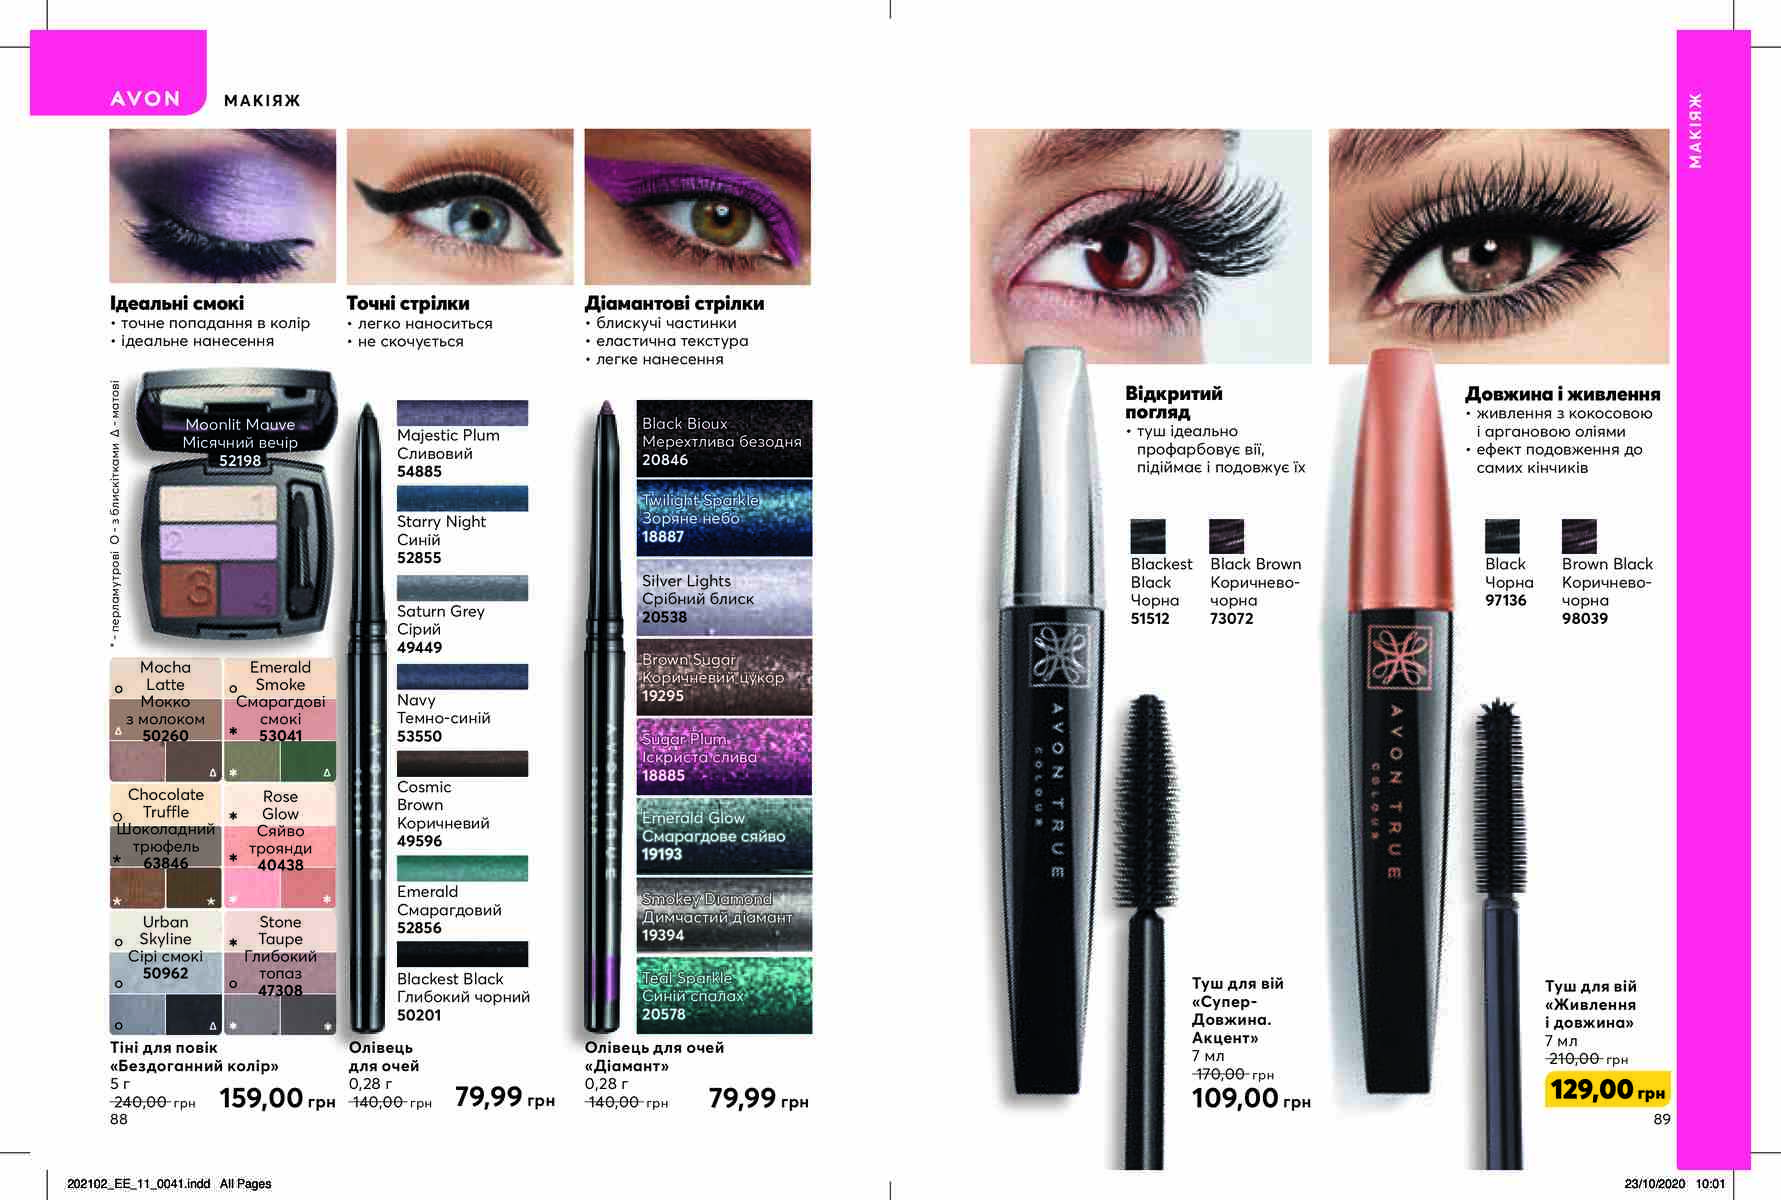 AVON
МАКІЯ�ж
Ідеальні смокі
• точне попадання в колір
• ідеальне нанесення
Точні стрілки
• легко наноситься
• не скочується
Діамантові стрілки
• блискучі частинки
• еластична текстура
• легке нанесення
* - перламутрові О - з блискітками Δ - матові
Moonlit Mauve
Місячний вечір
52198
1
2
3
4
Mocha
Latte
Мокко
з молоком
50260
Emerald
Smoke
Смарагдові
смокі
53041
Chocolate
Truffle
Шоколадний
трюфель
63846
Rose
Glow
Сяйво
троянди
40438
Urban
Skyline
Сірі смокі
50962
Stone
Taupe
Глибокий
топаз
47308
Тіні для повік
«Бездоганний колір»
5 г
240,00 грн
159,00 грн
88
AVON TRUE
COLOUR
Majestic Plum
Сливовий
54885
Starry Night
Синій
52855
Saturn Grey
Сірий
49449
Navy
Темно-синій
53550
Cosmic
Brown
Коричневий
49596
Emerald
Смарагдовий
52856
Blackest Black
Глибокий чорний
50201
Олівець
для очей
0,28 г
140,00 грн
79,99 грн
AVON TRUE
COLOUR
Black Bioux
Мерехтлива безодня
20846
Twilight Sparkle
Зоряне небо
18887
Silver Lights
Срібний блиск
20538
Brown Sugar
Коричневий цукор
19295
Sugar Plum
Іскриста слива
18885
Emerald Glow
Смарагдове сяйво
19193
Smokey Diamond
Димчастий діамант
19394
Teal Sparkle
Синій спалах
20578
Олівець для очей
«Діамант»
0,28 г
140,00 грн
79,99 грн
Відкритий
погляд
• туш ідеально
профарбовує вії,
підіймає і подовжує їх
Blackest
Black
Чорна
51512
Black Brown
Коричнево-
чорна
73072
AVON TRUE
COLOUR
Туш для вій
«Супер-
Довжина.
Акцент»
7 мл
170,00 грн
109,00 грн
Довжина і живлення
• живлення з кокосовою
і аргановою оліями
• ефект подовження до
самих кінчиків
Black
Чорна
97136
Brown Black
Коричнево-
чорна
98039
AVON TRUE
COLOUR
Туш для вій
«Живлення
і довжина»
7 мл
210,00 грн
129,00 грн
89
МАКІЯЖ
202102_EE_11_0041.indd All Pages
23/10/2020 10:01